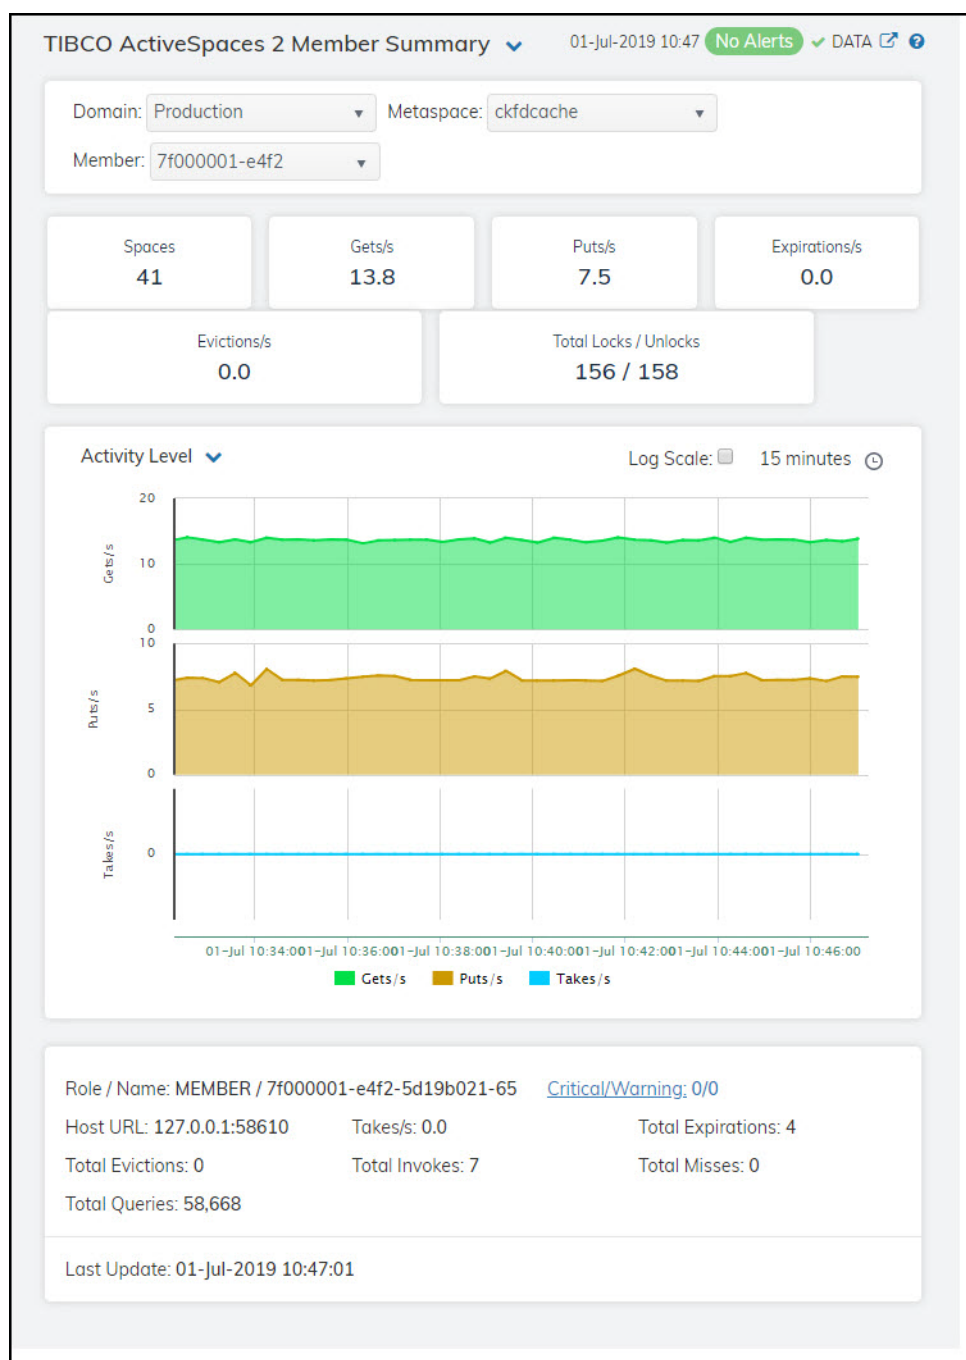 TIBCO ActiveSpaces 2 Member Summary 01-Jul-2019 10:47 No Alerts DATA
Domain: Production Metaspace: ckfdcache
Member: 7f000001-e4f2
Spaces Gets/s Puts/s Expirations/s
41 13.8 7.5 0.0
Evictions/s Total Locks / Unlocks
0.0 156 / 158
Activity Level Log Scale: 15 minutes
20
Gets/s
10
0
10
Puts/s
5
0
Takes/s
0
01-Jul 10:34:00 01-Jul 10:36:00 01-Jul 10:38:00 01-Jul 10:40:00 01-Jul 10:42:00 01-Jul 10:44:00 01-Jul 10:46:00
Gets/s Puts/s Takes/s
Role / Name: MEMBER / 7f000001-e4f2-5d19b021-65 Critical/Warning: 0/0
Host URL: 127.0.0.1:58610 Takes/s: 0.0 Total Expirations: 4
Total Evictions: 0 Total Invokes: 7 Total Misses: 0
Total Queries: 58,668
Last Update: 01-Jul-2019 10:47:01